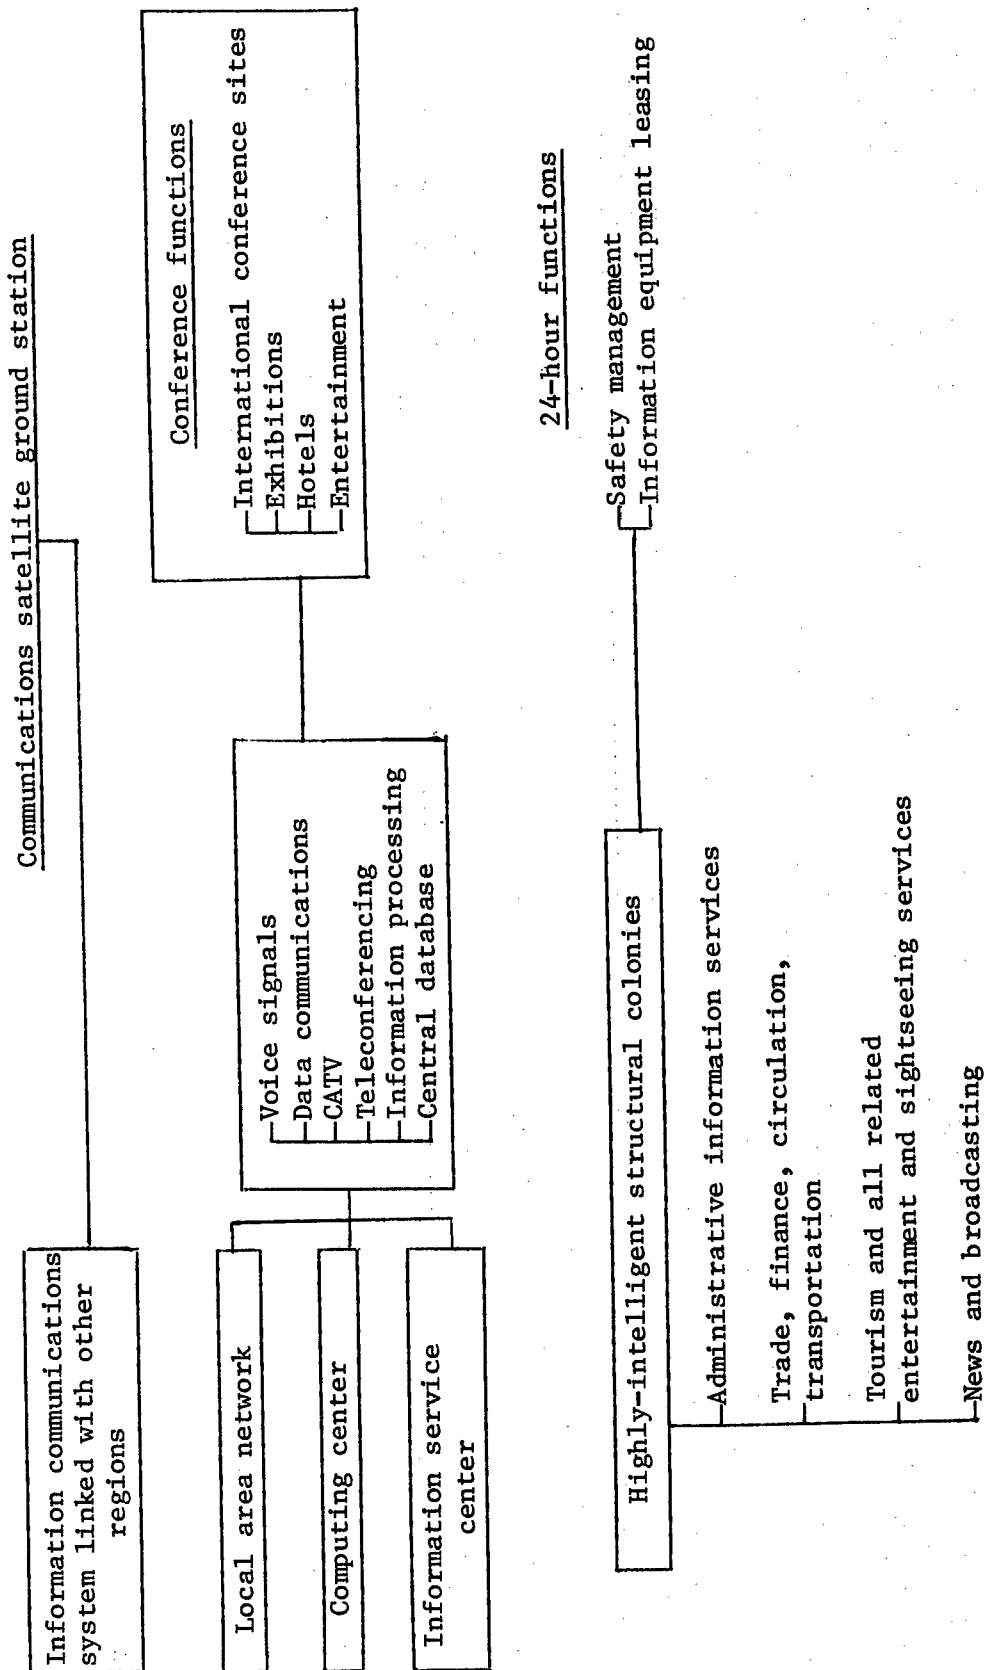 Communications satellite ground station
Information communications
system linked with other
regions
Local area network
Computing center
Information service
center
Voice signals
Data communications
CATV
Teleconferencing
Information processing
Central database
Conference functions
International conference sites
Exhibitions
Hotels
Entertainment
24-hour functions
Safety management
Information equipment leasing
Highly-intelligent structural colonies
Administrative information services
Trade, finance, circulation,
transportation
Tourism and all related
entertainment and sightseeing services
News and broadcasting